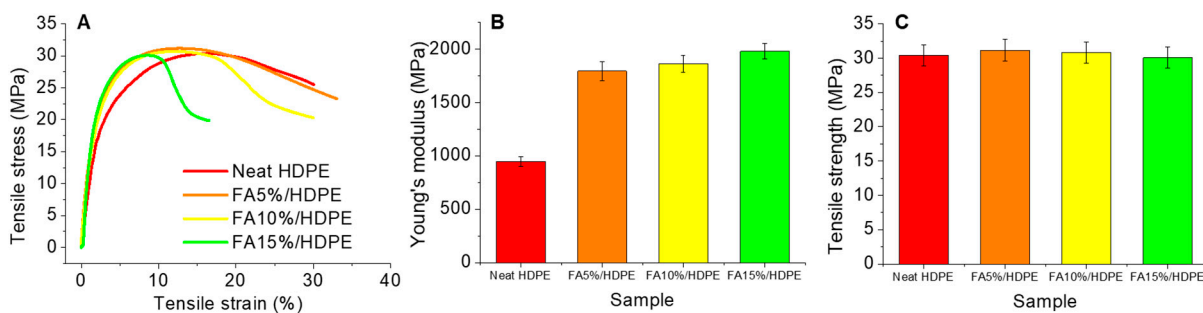 A
Tensile stress (MPa)
35
30
25
20
15
10
5
0
Neat HDPE
FA5%/HDPE
FA10%/HDPE
FA15%/HDPE
0
10
20
30
40
Tensile strain (%)
B
Young's modulus (MPa)
2000
1500
1000
500
0
Neat HDPE
FA5%/HDPE
FA10%/HDPE
FA15%/HDPE
Sample
C
Tensile strength (MPa)
35
30
25
20
15
10
5
0
Neat HDPE
FA5%/HDPE
FA10%/HDPE
FA15%/HDPE
Sample